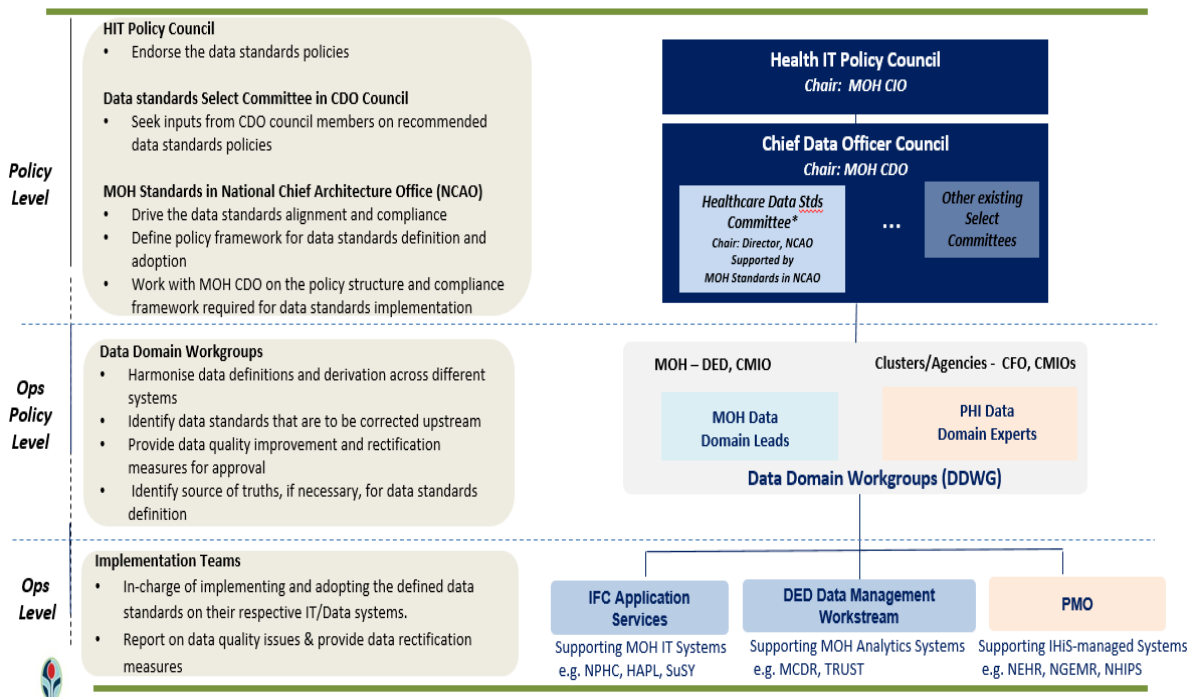 HIT Policy Council
• Endorse the data standards policies
Data standards Select Committee in CDO Council
• Seek inputs from CDO council members on recommended
data standards policies
MOH Standards in National Chief Architecture Office (NCAO)
• Drive the data standards alignment and compliance
• Define policy framework for data standards definition and
adoption
• Work with MOH CDO on the policy structure and compliance
framework required for data standards implementation
Policy
Level
Health IT Policy Council
Chair: MOH CIO
Chief Data Officer Council
Chair: MOH CDO
Healthcare Data Stds
Committee*
Chair: Director, NCAO
Supported by
MOH Standards in NCAO
...
Other existing
Select
Committees
Ops
Policy
Level
Data Domain Workgroups
• Harmonise data definitions and derivation across different
systems
• Identify data standards that are to be corrected upstream
• Provide data quality improvement and rectification
measures for approval
• Identify source of truths, if necessary, for data standards
definition
MOH – DED, CMIO
Clusters/Agencies - CFO, CMIOs
MOH Data
Domain Leads
PHI Data
Domain Experts
Data Domain Workgroups (DDWG)
Ops
Level
Implementation Teams
• In-charge of implementing and adopting the defined data
standards on their respective IT/Data systems.
• Report on data quality issues & provide data rectification
measures
IFC Application
Services
Supporting MOH IT Systems
e.g. NPHC, HAPL, SuSY
DED Data Management
Workstream
Supporting MOH Analytics Systems
e.g. MCDR, TRUST
PMO
Supporting IHiS-managed Systems
e.g. NEHR, NGEMR, NHIPS